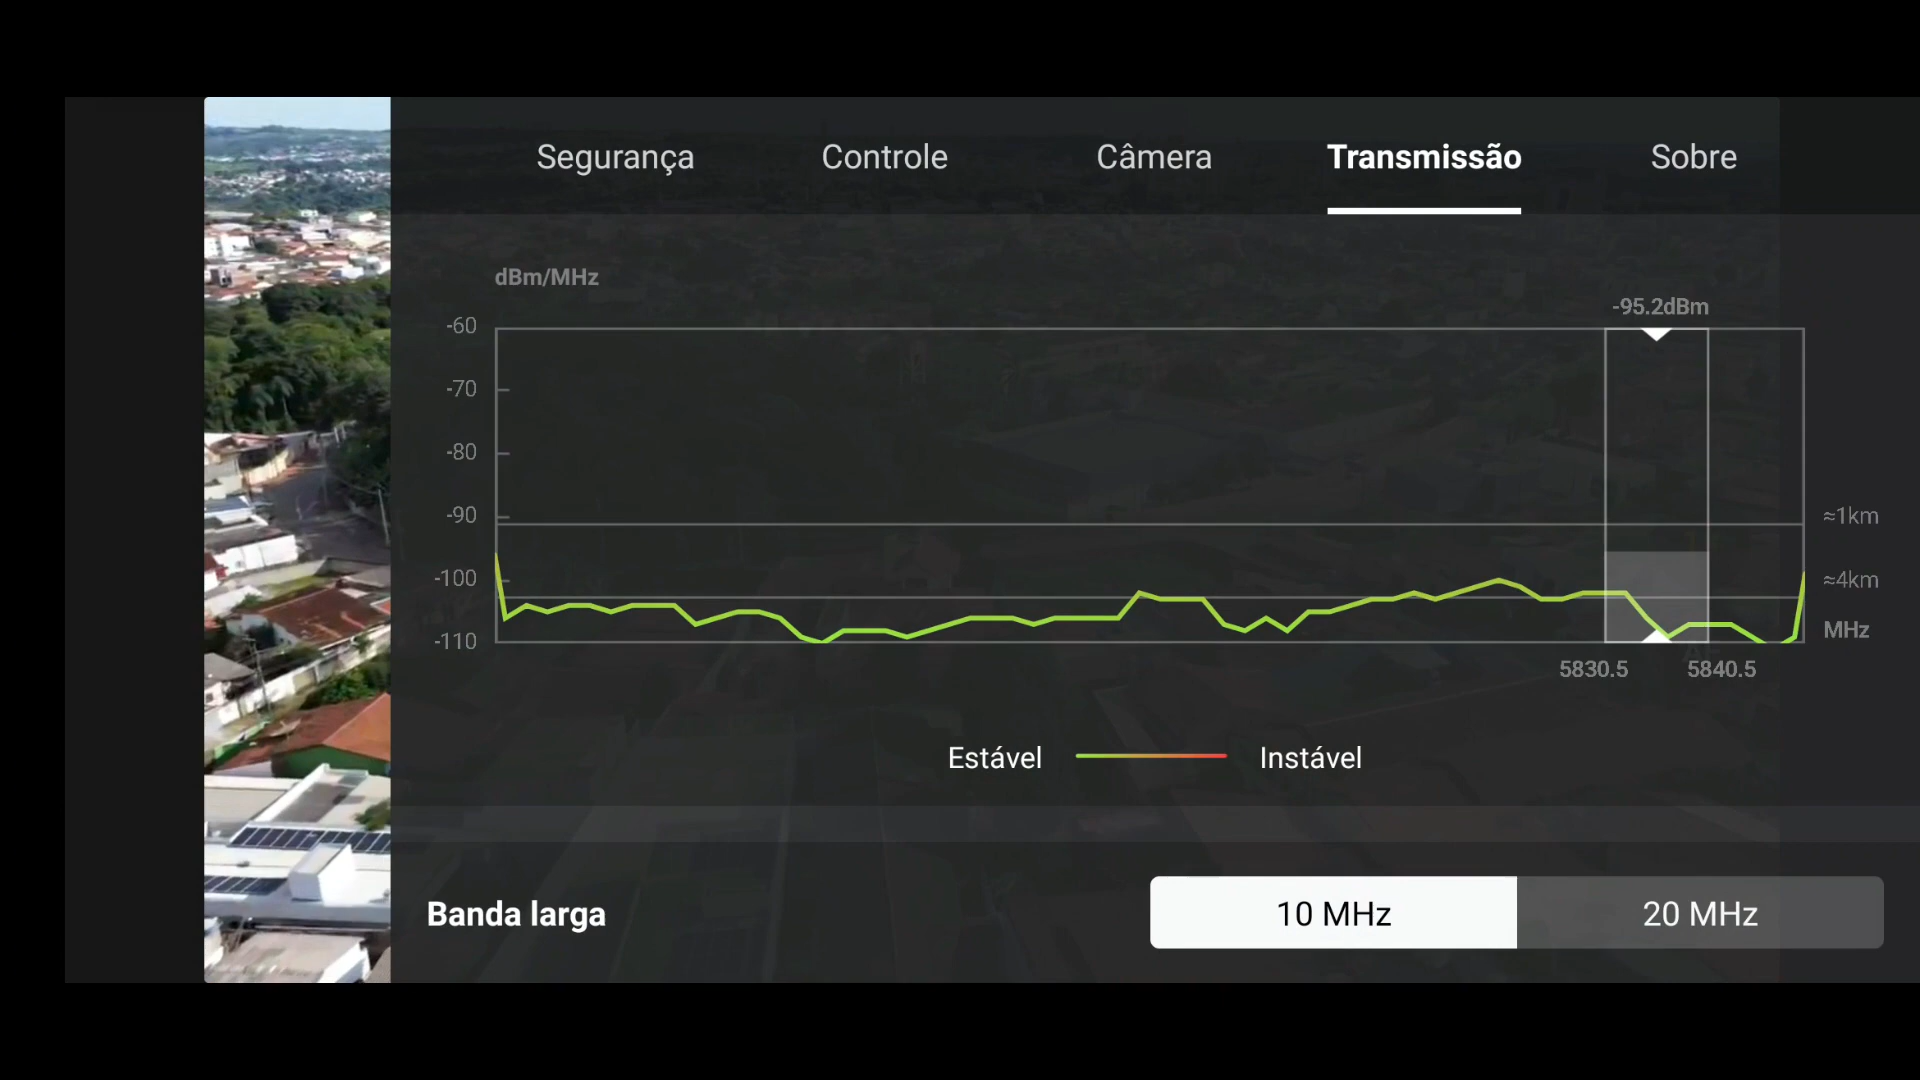 Segurança Controle Câmera Transmissão Sobre
dBm/MHz
-95.2dBm
-60
-70
-80
-90
≈1km
-100
≈4km
-110
MHz
5830.5 5840.5
Estável Instável
Banda larga 10 MHz 20 MHz